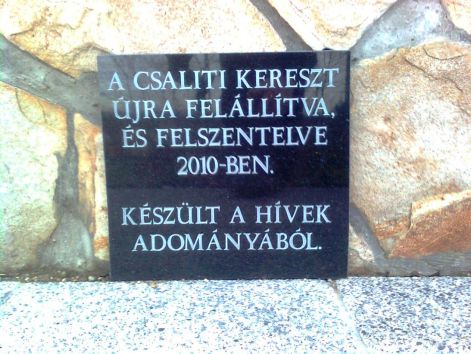 A CSALITI KERESZT
ÚJRA FELÁLLÍTVA,
ÉS FELSZENTELVE
2010-BEN.
KÉSZÜLT A HÍVEK
ADOMÁNYÁBÓL.